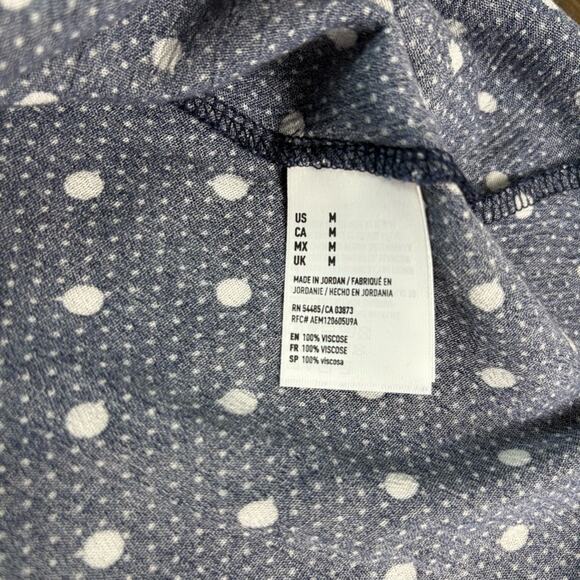 US M
CA M
MX M
UK M
MADE IN JORDAN / FABRIQUÉ EN
JORDANIE / HECHO EN JORDANIA
RN 54485/CA 03873
RFC# AEM120605U9A
EN 100% VISCOSE
FR 100% VISCOSE
SP 100% viscosa